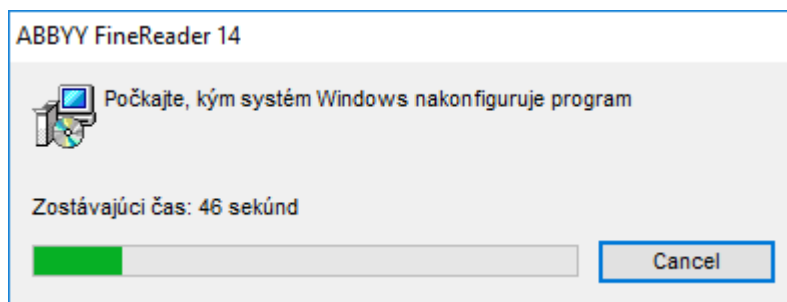 ABBYY FineReader 14
Počkajte, kým systém Windows nakonfiguruje program
Zostávajúci čas: 46 sekúnd
Cancel